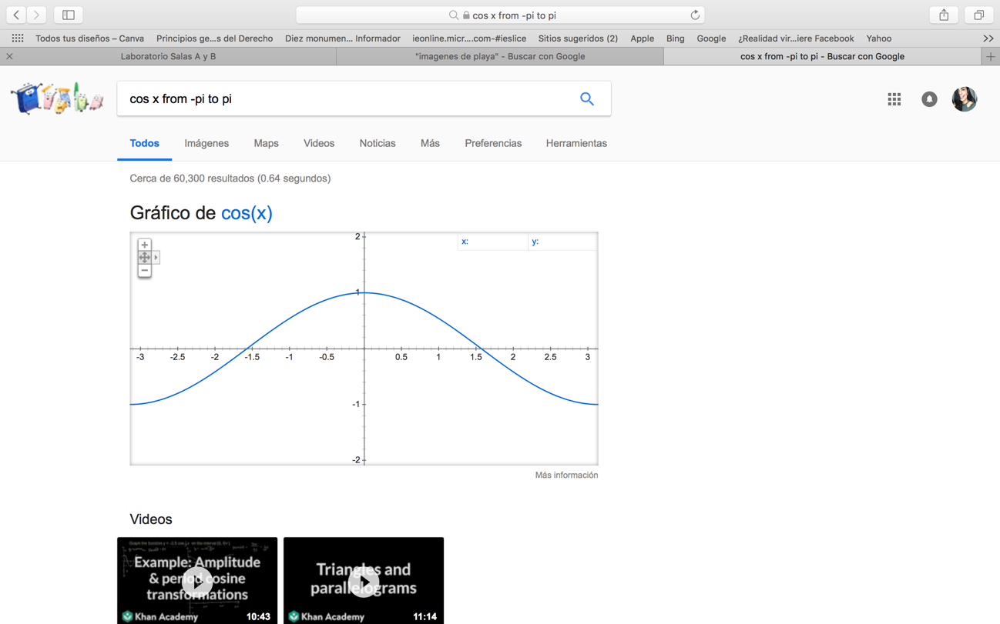 cos x from -pi to pi
Todos tus diseños – Canva Principios ge...s del Derecho Diez monumen... Informador ieonline.micr....com-#ieslice Sitios sugeridos (2) Apple Bing Google ¿Realidad vir...iere Facebook Yahoo >>
Laboratorio Salas A y B "imagenes de playa" - Buscar con Google cos x from -pi to pi - Buscar con Google
cos x from -pi to pi
Todos Imágenes Maps Videos Noticias Más Preferencias Herramientas
Cerca de 60,300 resultados (0.64 segundos)
Gráfico de cos(x)
2 x: y:
1
-3 -2.5 -2 -1.5 -1 -0.5 0.5 1 1.5 2 2.5 3
-1
-2
Más información
Videos
Example: Amplitude
& period cosine
transformations
Khan Academy 10:43
Triangles and
parallelograms
Khan Academy 11:14